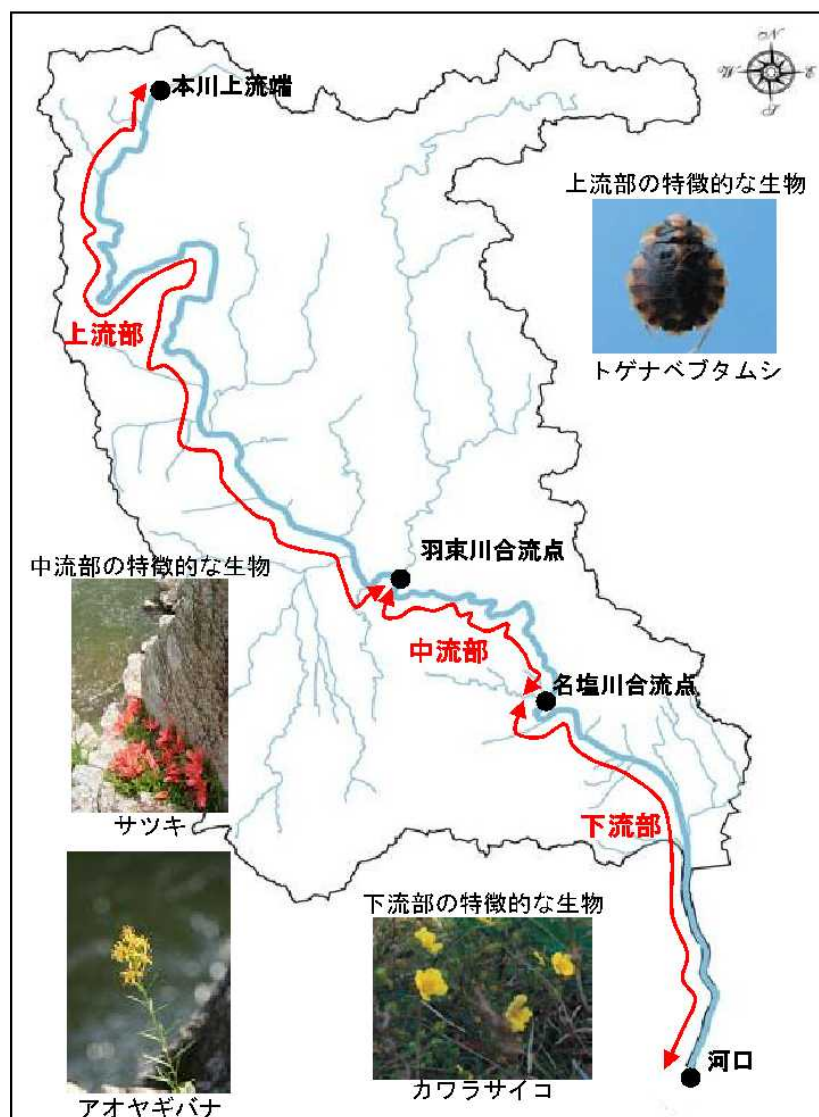 本川上流端
上流部の特徴的な生物
トゲナベブタムシ
上流部
羽束川合流点
中流部の特徴的な生物
中流部
名塩川合流点
サツキ
下流部
下流部の特徴的な生物
河口
カワラサイコ
アオヤギバナ